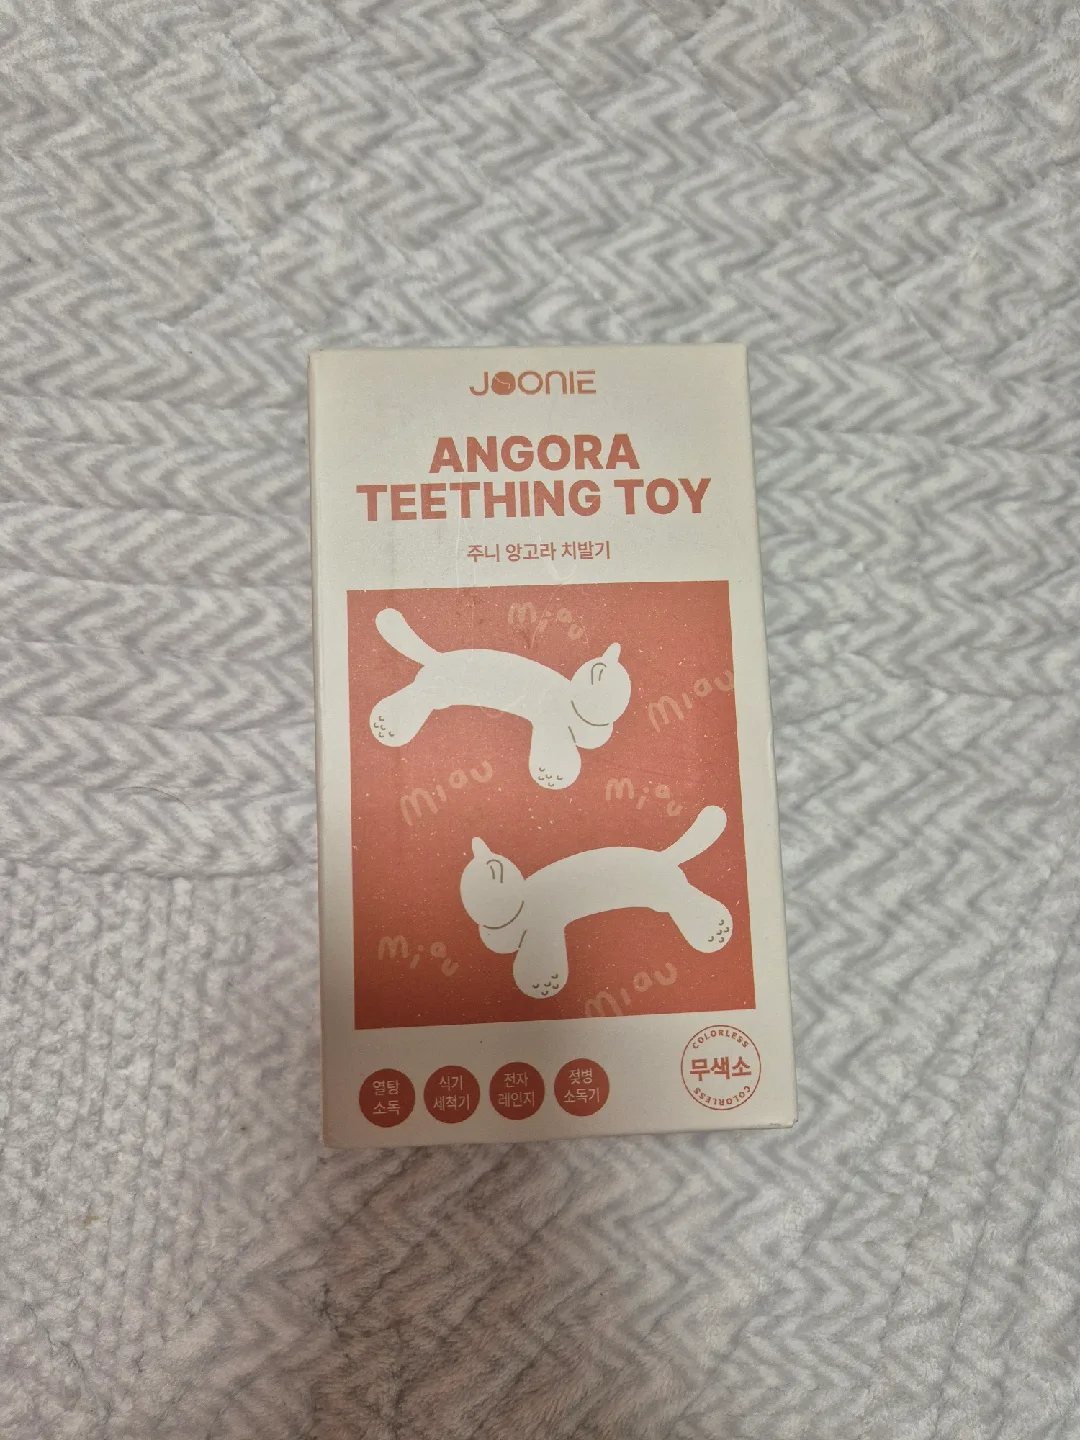 JOONIE
ANGORA
TEETHING TOY
주니 앙고라 치발기
Miau
Miau
Miau
Miau
Miau
Miau
열탕
소독
식기
세척기
전자
레인지
젖병
소독기
COLORLESS
무색소
COLORLESS